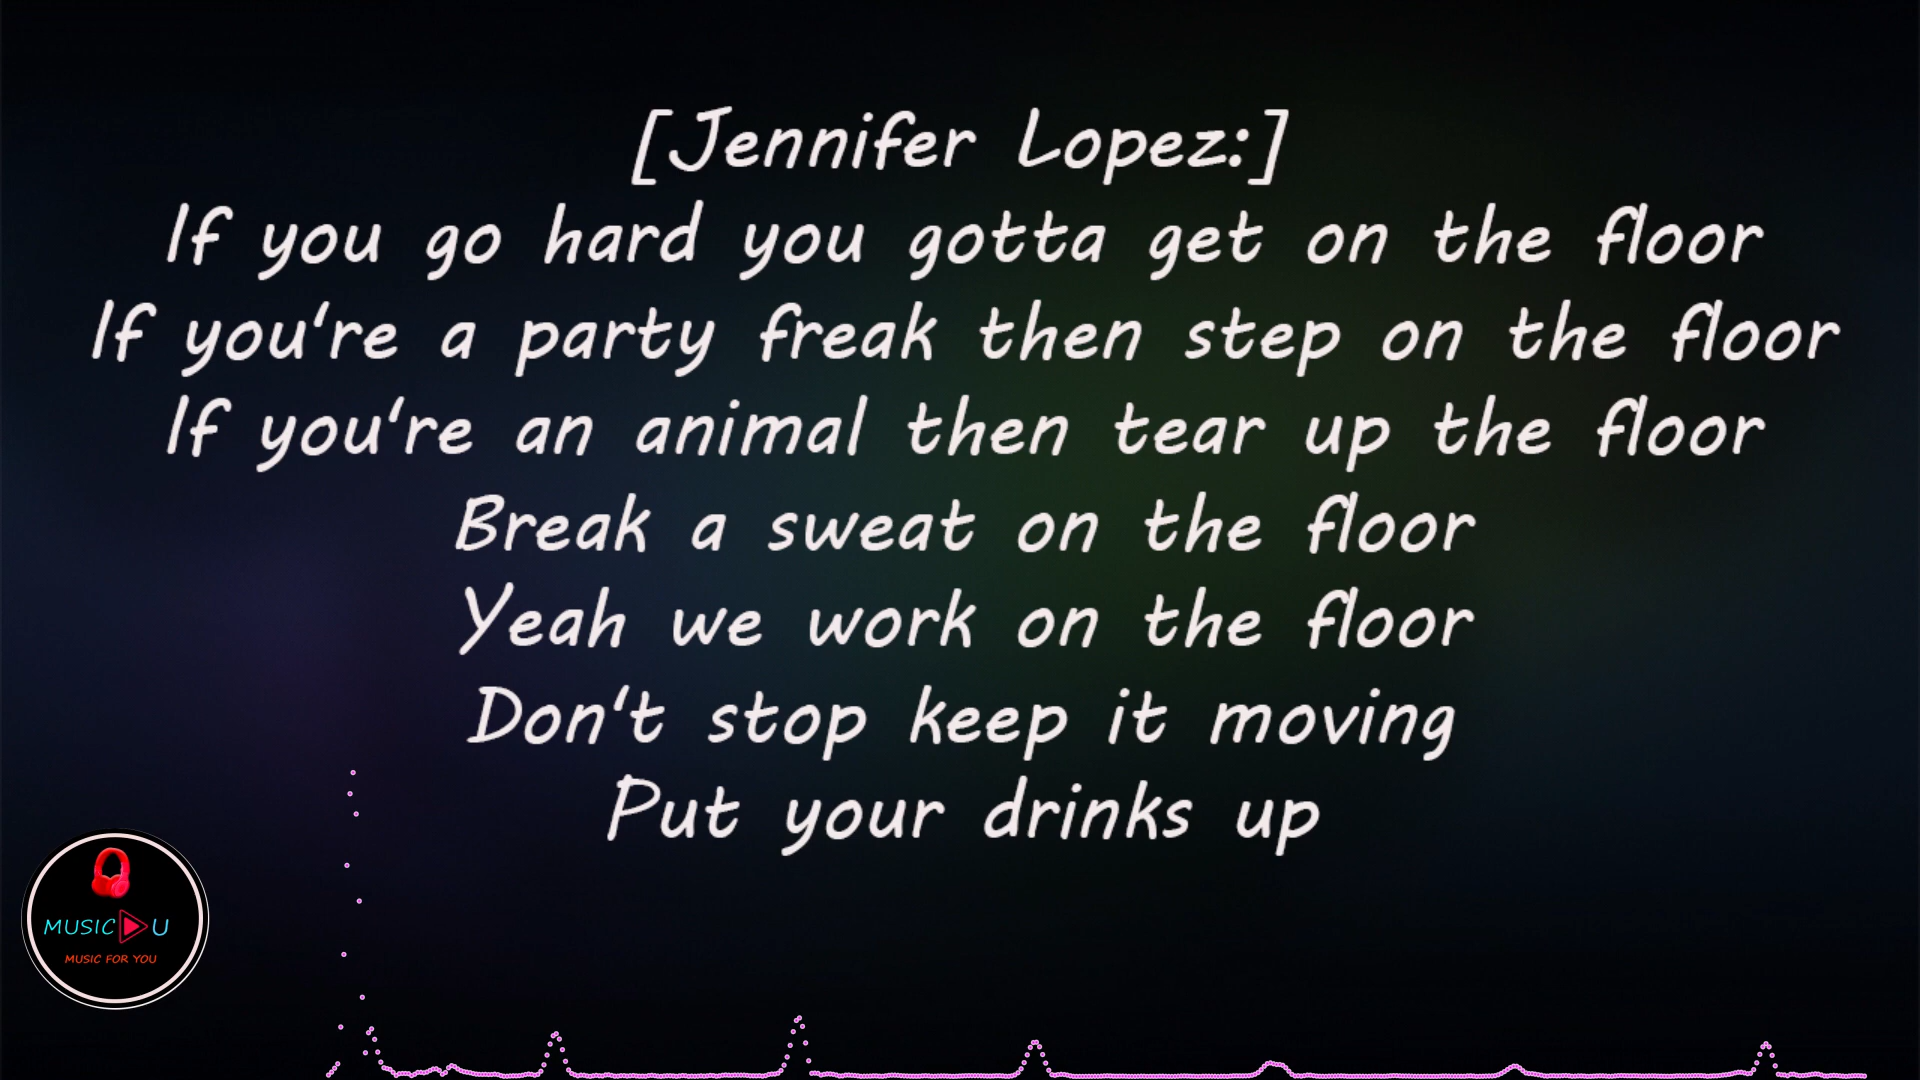 [Jennifer Lopez:]
If you go hard you gotta get on the floor
If you're a party freak then step on the floor
If you're an animal then tear up the floor
Break a sweat on the floor
Yeah we work on the floor
Don't stop keep it moving
Put your drinks up
MUSIC U
MUSIC FOR YOU